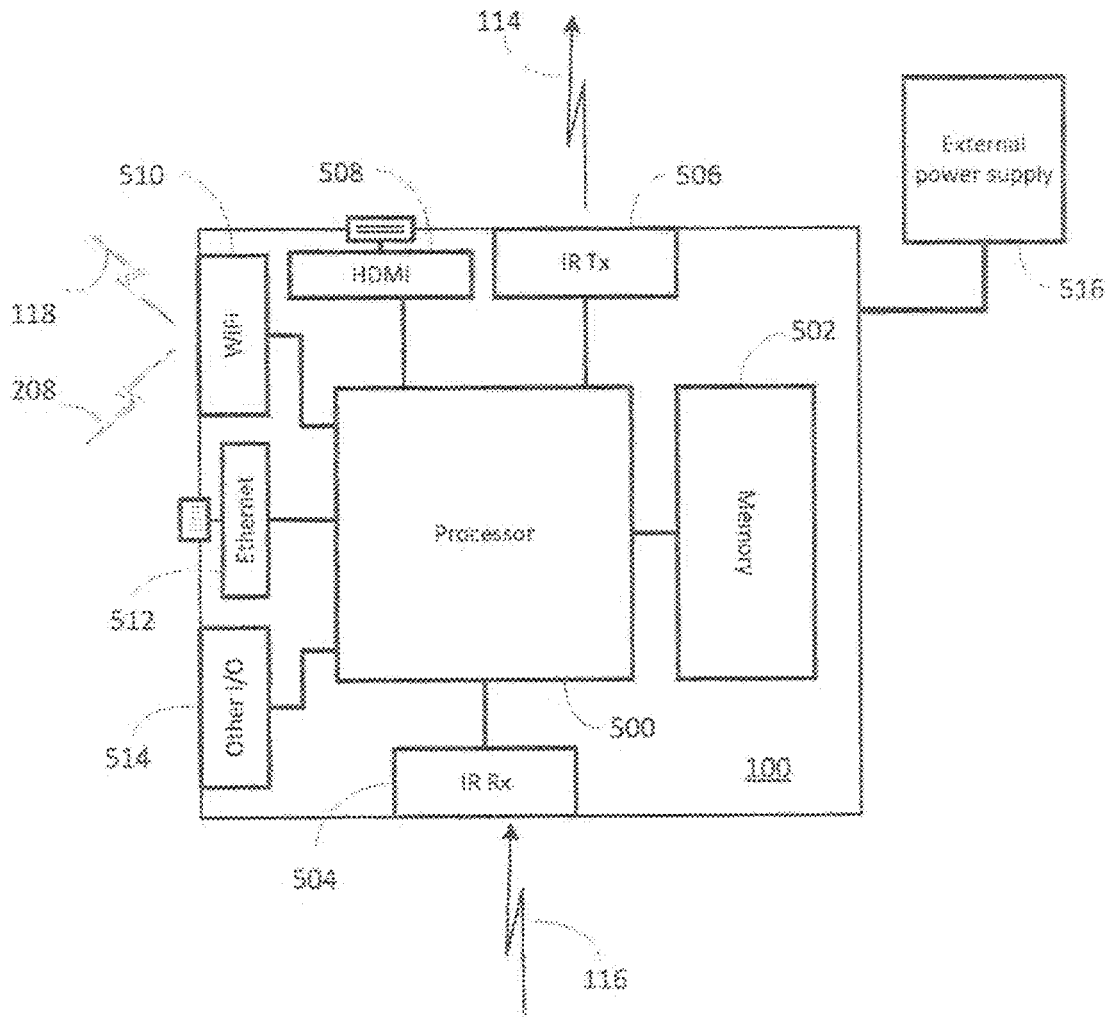 114
External
power supply
516
510
508
506
HDMI
IR Tx
118
WiFi
502
208
Ethernet
Processor
Memory
512
Other I/O
514
500
100
IR Rx
504
116